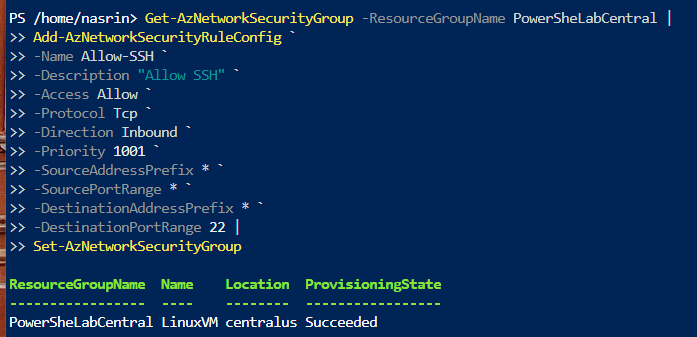 PS /home/nasrin> Get-AzNetworkSecurityGroup -ResourceGroupName PowerSheLabCentral |
>> Add-AzNetworkSecurityRuleConfig `
>> -Name Allow-SSH `
>> -Description "Allow SSH" `
>> -Access Allow `
>> -Protocol Tcp `
>> -Direction Inbound `
>> -Priority 1001 `
>> -SourceAddressPrefix * `
>> -SourcePortRange * `
>> -DestinationAddressPrefix * `
>> -DestinationPortRange 22 |
>> Set-AzNetworkSecurityGroup
ResourceGroupName Name Location ProvisioningState
----------------- ---- -------- -----------------
PowerSheLabCentral LinuxVM centralus Succeeded